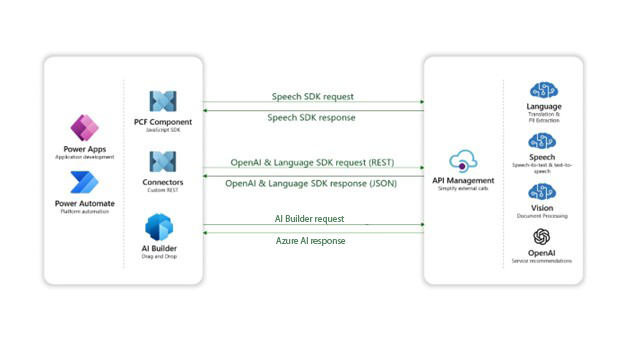 Power Apps
Application development
Power Automate
Platform automation
PCF Component
JavaScript SDK
Connectors
Custom REST
AI Builder
Drag and Drop
Speech SDK request
Speech SDK response
OpenAI & Language SDK request (REST)
OpenAI & Language SDK response (JSON)
AI Builder request
Azure AI response
API Management
Simplify external calls
Language
Translation &
PII Extraction
Speech
Speech-to-text & text-to-
speech
Vision
Document Processing
OpenAI
Service recommendations